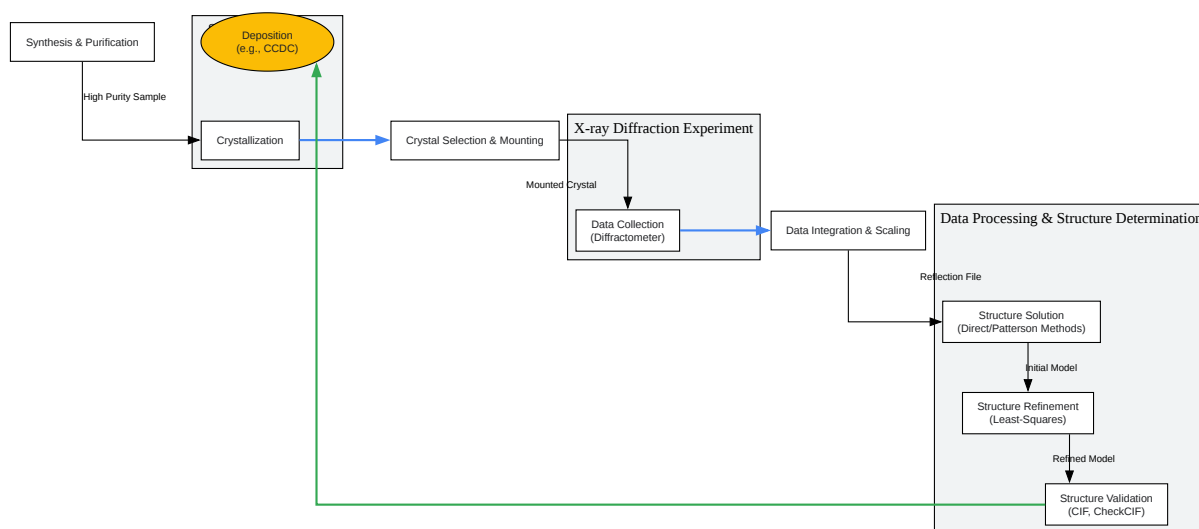 Synthesis & Purification
High Purity Sample
Deposition
(e.g., CCDC)
Crystallization
Crystal Selection & Mounting
X-ray Diffraction Experiment
Mounted Crystal
Data Collection
(Diffractometer)
Data Integration & Scaling
Data Processing & Structure Determination
Reflection File
Structure Solution
(Direct/Patterson Methods)
Initial Model
Structure Refinement
(Least-Squares)
Refined Model
Structure Validation
(CIF, CheckCIF)